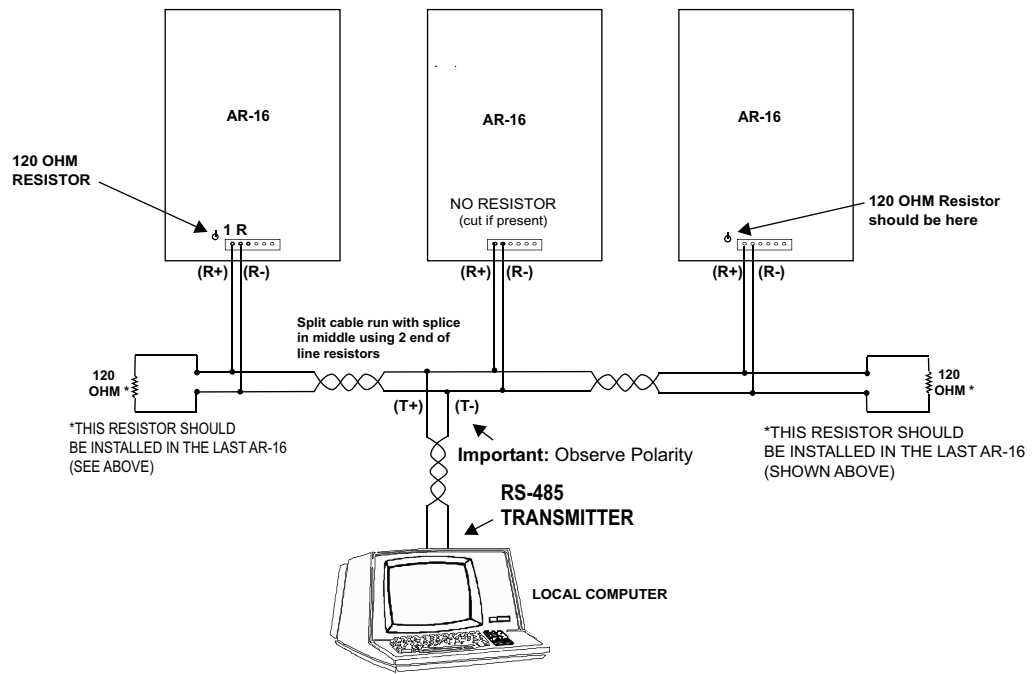 AR-16
AR-16
AR-16
120 OHM
RESISTOR
NO RESISTOR
(cut if present)
120 OHM Resistor
should be here
1 R
(R+) (R-)
(R+) (R-)
(R+) (R-)
Split cable run with splice
in middle using 2 end of
line resistors
120
OHM *
120
OHM *
(T+) (T-)
*THIS RESISTOR SHOULD
BE INSTALLED IN THE LAST AR-16
(SEE ABOVE)
*THIS RESISTOR SHOULD
BE INSTALLED IN THE LAST AR-16
(SHOWN ABOVE)
Important: Observe Polarity
RS-485
TRANSMITTER
LOCAL COMPUTER